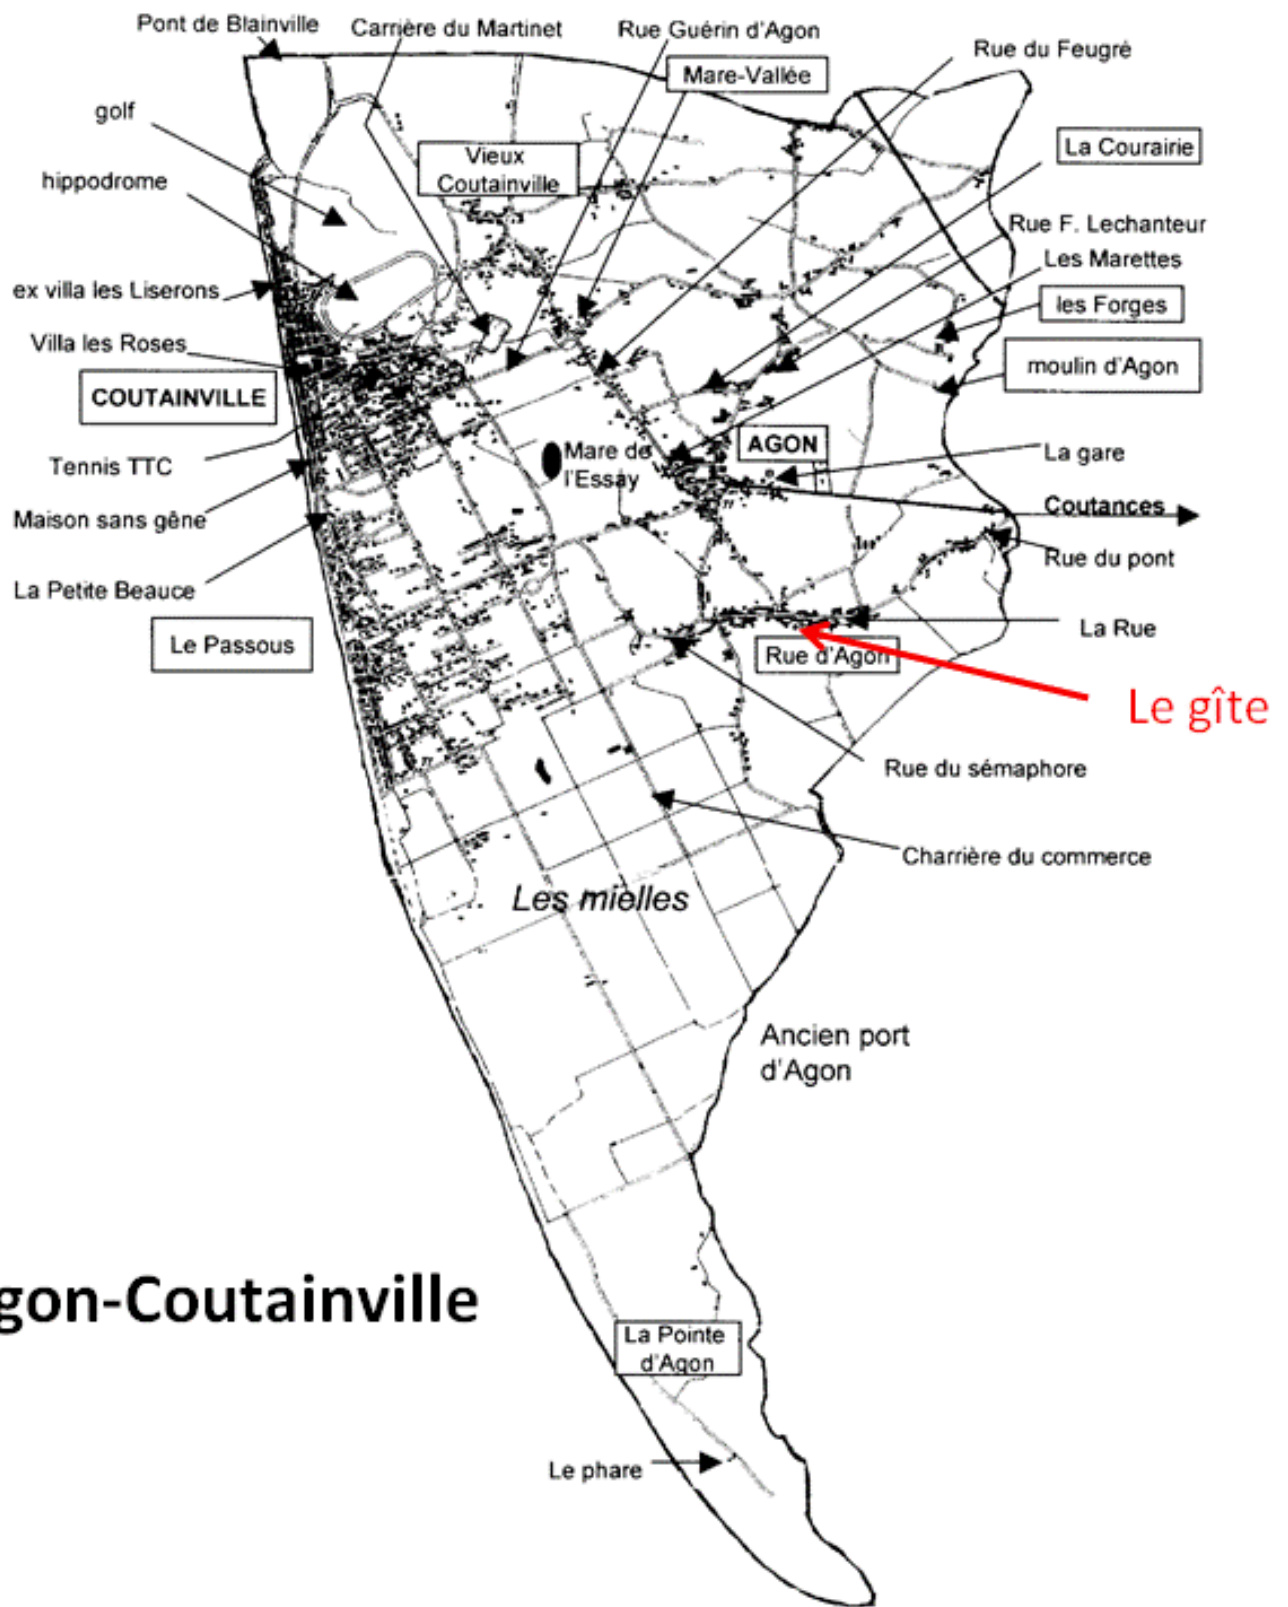 Pont de Blainville
Carrière du Martinet
Rue Guérin d'Agon
Rue du Feugré
Mare-Vallée
golf
Vieux
Coutainville
La Courairie
hippodrome
Rue F. Lechanteur
Les Marettes
ex villa les Liserons
les Forges
Villa les Roses
moulin d'Agon
COUTAINVILLE
AGON
Mare de
l'Essay
La gare
Tennis TTC
Coutances
Maison sans gêne
Rue du pont
La Petite Beauce
La Rue
Le Passous
Rue d'Agon
Le gîte
Rue du sémaphore
Charrière du commerce
Les mielles
Ancien port
d'Agon
gon-Coutainville
La Pointe
d'Agon
Le phare